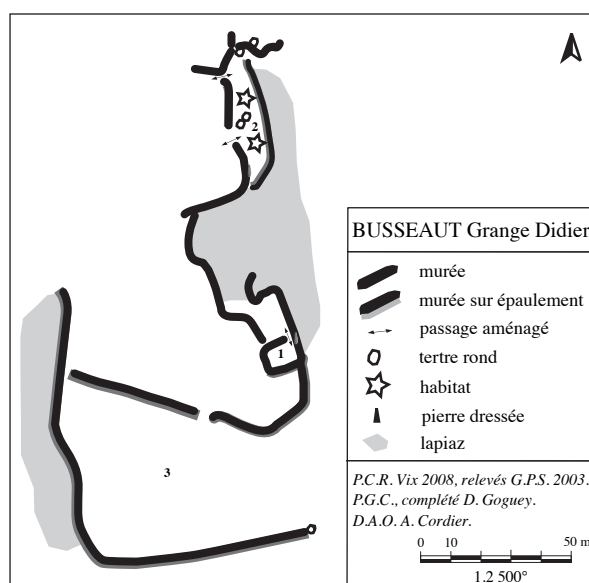 2
1
3
BUSSEAUT Grange Didier
murée
murée sur épaulement
passage aménagé
tertre rond
habitat
pierre dressée
lapiaz
P.C.R. Vix 2008, relevés G.P.S. 2003.
P.G.C., complété D. Goguey.
D.A.O. A. Cordier.
0 10 50 m
1.2 500°